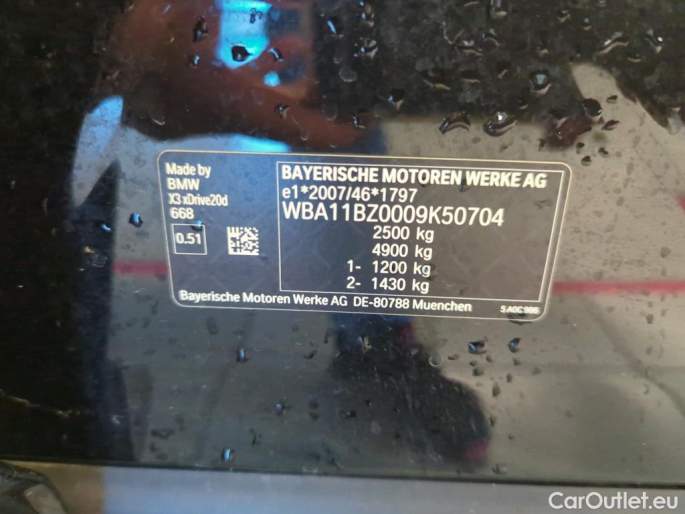 Made by
BMW
X3 xDrive20d
668
0.51
BAYERISCHE MOTOREN WERKE AG
e1*2007/46*1797
WBA11BZ0009K50704
2500 kg
4900 kg
1- 1200 kg
2- 1430 kg
Bayerische Motoren Werke AG DE-80788 Muenchen
CarOutlet.eu